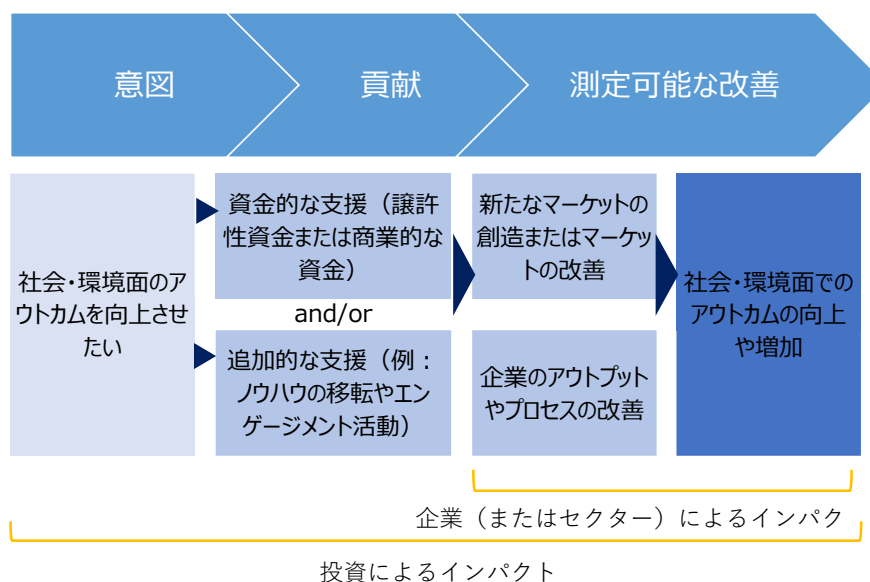 意図
貢献
測定可能な改善
社会・環境面のア
ウトカムを向上させ
たい
資金的な支援（譲許
性資金または商業的な
資金）
and/or
追加的な支援（例：
ノウハウの移転やエン
ゲージメント活動）
新たなマーケットの
創造またはマーケッ
トの改善
企業のアウトプット
やプロセスの改善
社会・環境面での
アウトカムの向上
や増加
企業（またはセクター）によるインパク
投資によるインパクト